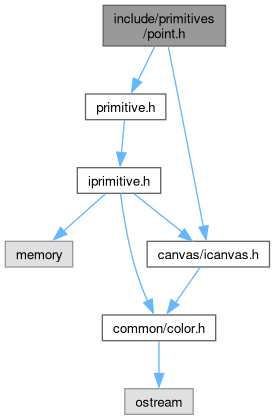 include/primitives
/point.h
primitive.h
iprimitive.h
memory
canvas/icanvas.h
common/color.h
ostream